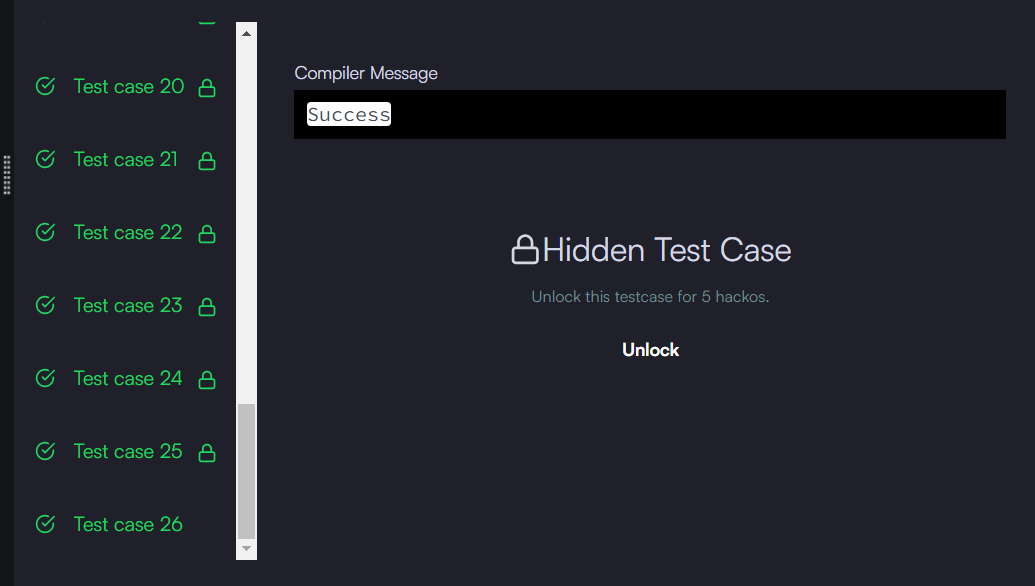 Test case 20
Test case 21
Test case 22
Test case 23
Test case 24
Test case 25
Test case 26
Compiler Message
Success
Hidden Test Case
Unlock this testcase for 5 hackos.
Unlock